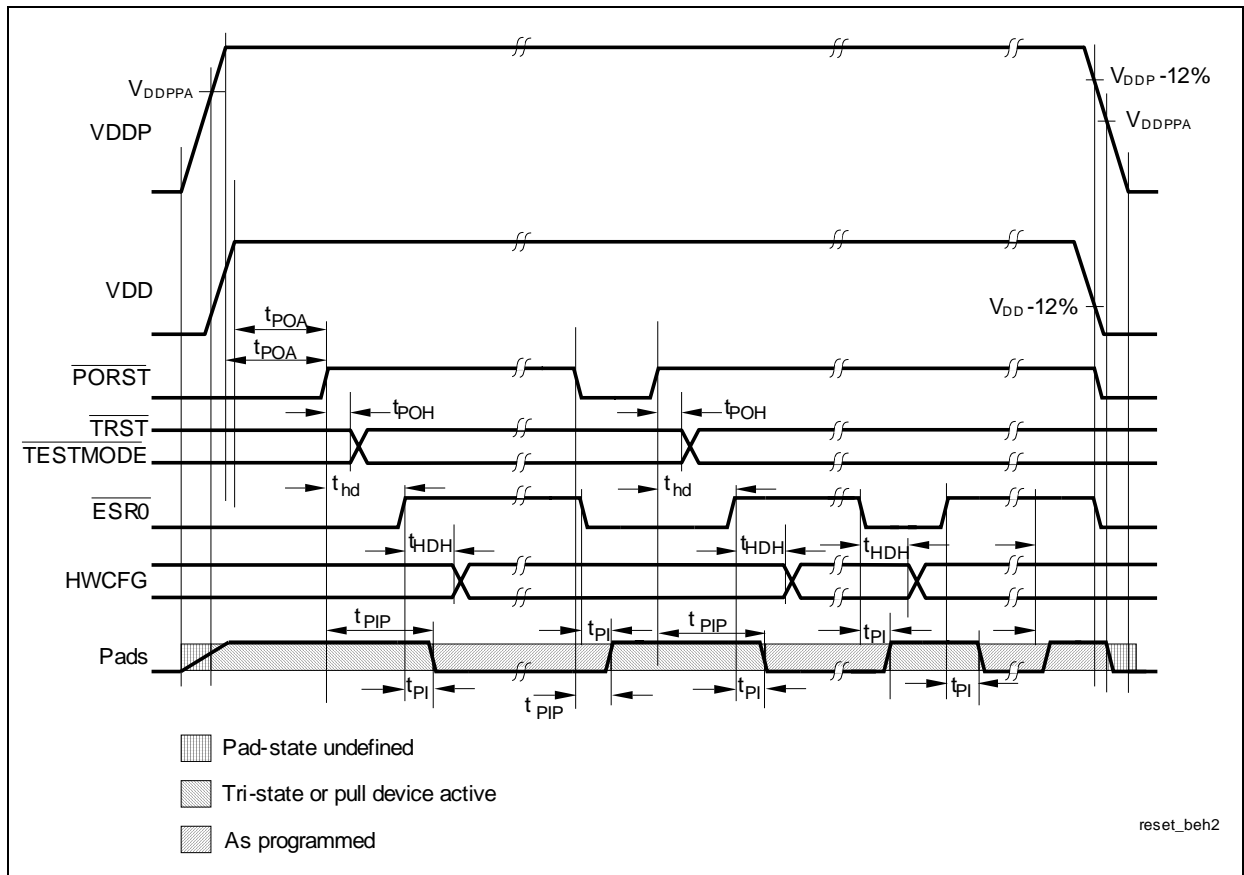 VDDPPA
VDDP
VDDP -12%
VDDPPA
VDD
VDD -12%
tPOA
tPOA
PORST
tPOH
tPOH
TRST
TESTMODE
thd
thd
ESR0
tHDH
tHDH
tHDH
HWCFG
tPIP
tPI
tPIP
tPI
Pads
tPI
tPIP
tPI
tPI
Pad-state undefined
Tri-state or pull device active
As programmed
reset_beh2